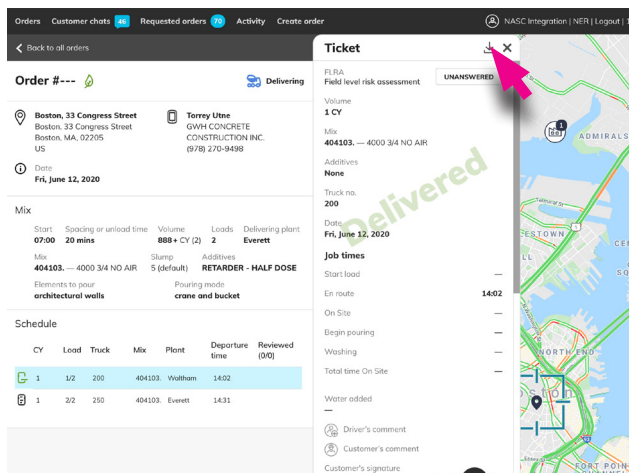 Orders Customer chats 46 Requested orders 70 Activity Create order
NASC Integration | NER | Logout | 1
Back to all orders
Order #---
Delivering
Boston, 33 Congress Street
Boston, 33 Congress Street
Boston, MA, 02205
US
Torrey Utne
GWH CONCRETE
CONSTRUCTION INC.
(978) 270-9498
Date
Fri, June 12, 2020
Mix
Start Spacing or unload time Volume Loads Delivering plant
07:00 20 mins 888+ CY (2) 2 Everett
Mix Slump Additives
404103. — 4000 3/4 NO AIR 5 (default) RETARDER - HALF DOSE
Elements to pour Pouring mode
architectural walls crane and bucket
Schedule
CY Load Truck Mix Plant Departure time Reviewed (0/0)
1 1/2 200 404103. Waltham 14:02
1 2/2 250 404103. Everett 14:31
Ticket
FLRA
Field level risk assessment
UNANSWERED
Volume
1 CY
Mix
404103. — 4000 3/4 NO AIR
Additives
None
Truck no.
200
Date
Fri, June 12, 2020
Delivered
Job times
Start load —
En route 14:02
On Site —
Begin pouring —
Washing —
Total time On Site —
Water added
—
Driver's comment
Customer's comment
Customer's signature
1
ADMIRALS
ESTOWN
NORTH END
FORT POIN